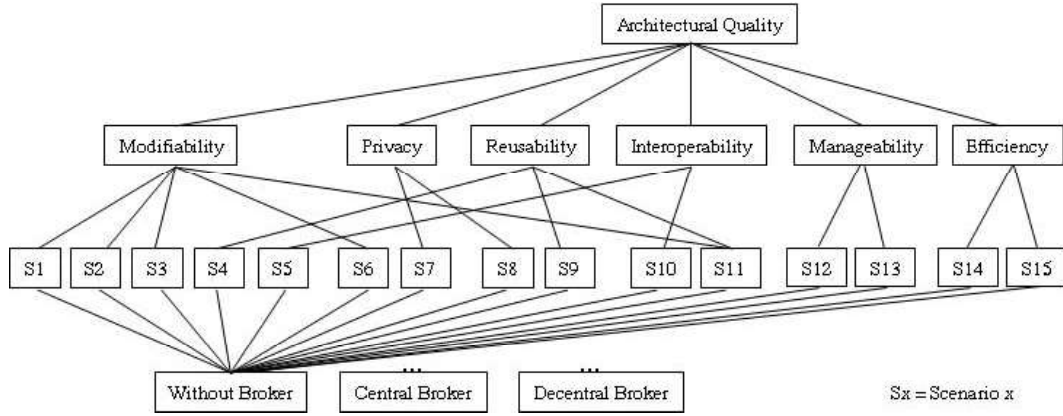 Architectural Quality
Modifiability Privacy Reusability Interoperability Manageability Efficiency
S1 S2 S3 S4 S5 S6 S7 S8 S9 S10 S11 S12 S13 S14 S15
... ...
Without Broker Central Broker Decentral Broker Sx = Scenario x